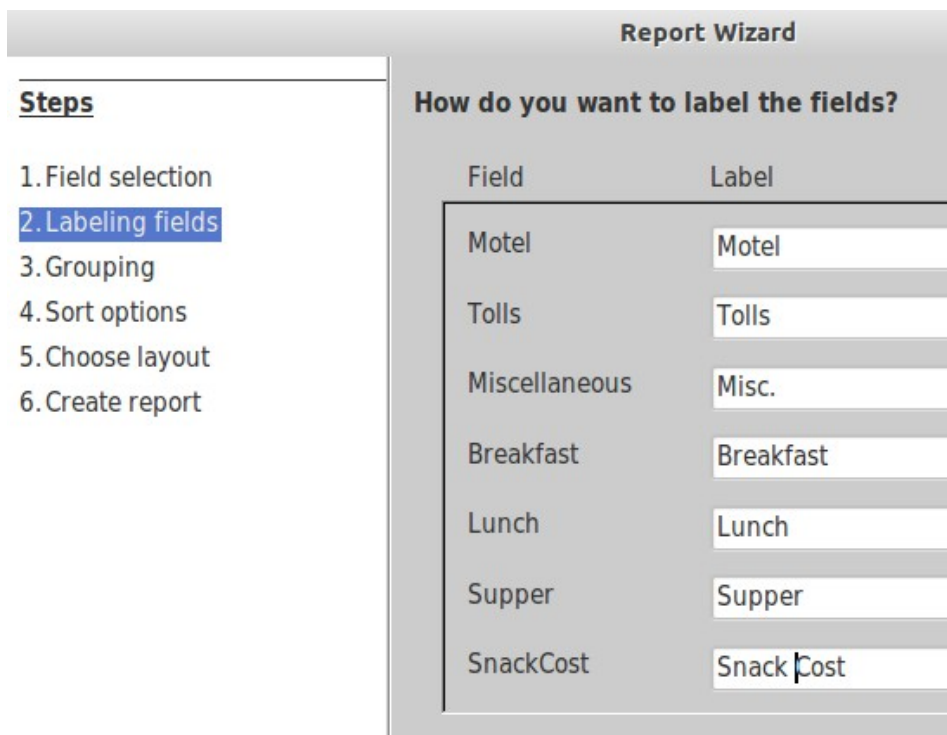 Report Wizard
Steps
1. Field selection
2. Labeling fields
3. Grouping
4. Sort options
5. Choose layout
6. Create report
How do you want to label the fields?
Field Label
Motel Motel
Tolls Tolls
Miscellaneous Misc.
Breakfast Breakfast
Lunch Lunch
Supper Supper
SnackCost Snack Cost